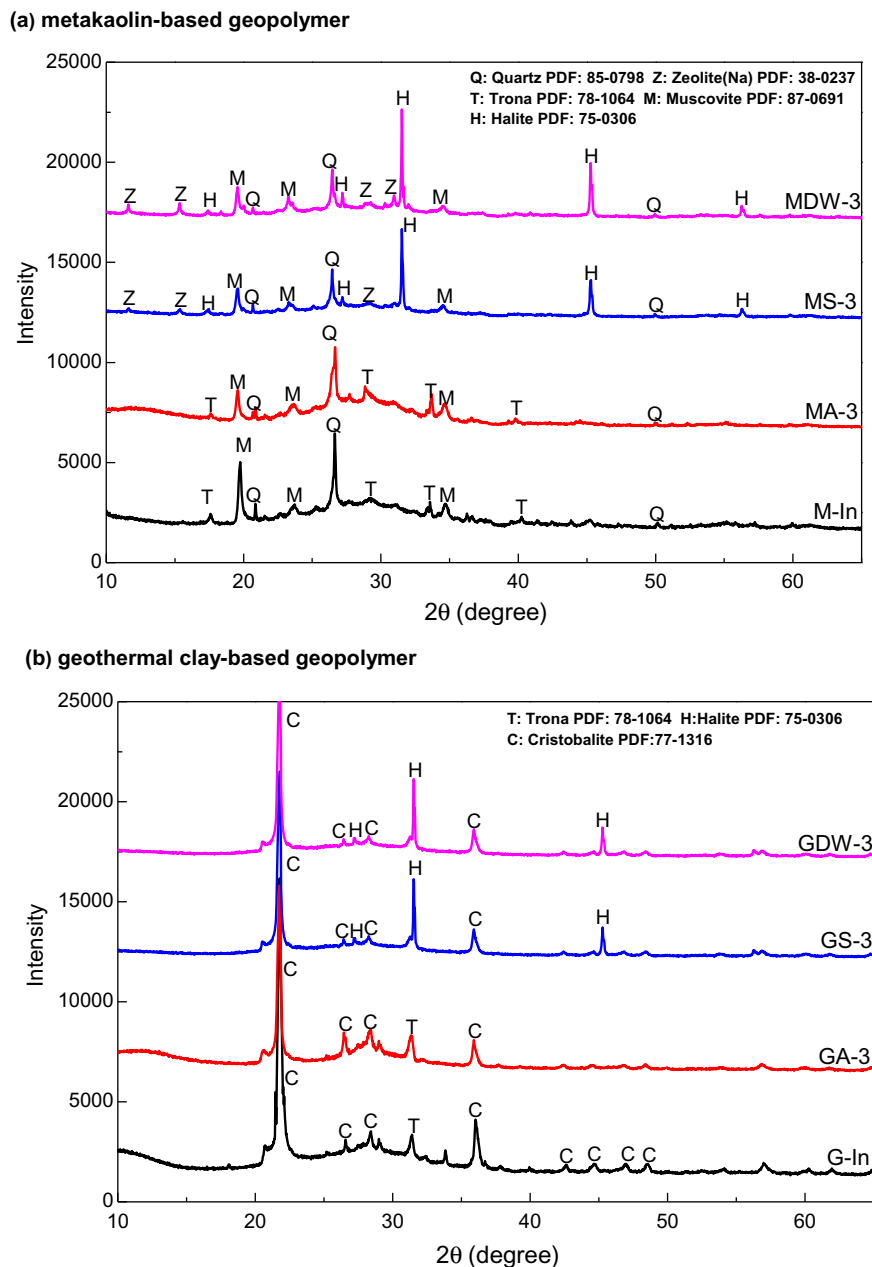 (a) metakaolin-based geopolymer
25000
Q: Quartz PDF: 85-0798 Z: Zeolite(Na) PDF: 38-0237
T: Trona PDF: 78-1064 M: Muscovite PDF: 87-0691
H: Halite PDF: 75-0306
H
20000
Z Z H M Q M Q H Z Z M H Q H
MDW-3
15000
Z Z H M Q M Q H Z H M H Q H
MS-3
Intensity
10000
T M Q M Q T T M T Q
MA-3
5000
T M Q M Q T T M T Q
M-In
0
10 20 30 40 50 60
2θ (degree)
(b) geothermal clay-based geopolymer
25000
T: Trona PDF: 78-1064 H:Halite PDF: 75-0306
C: Cristobalite PDF:77-1316
20000
C C H C H C H
GDW-3
15000
C C H C H C H
GS-3
Intensity
10000
C C C T C
GA-3
5000
C C C T C C C C C
G-In
0
10 20 30 40 50 60
2θ (degree)